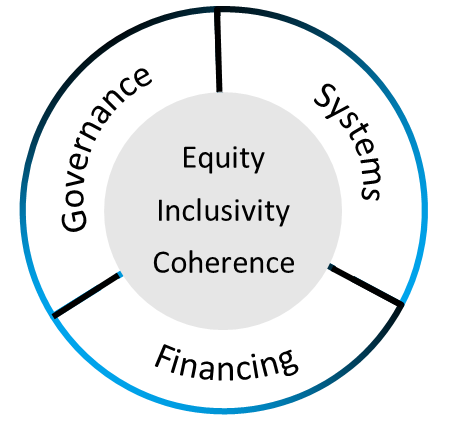 Governance
Systems
Equity
Inclusivity
Coherence
Financing